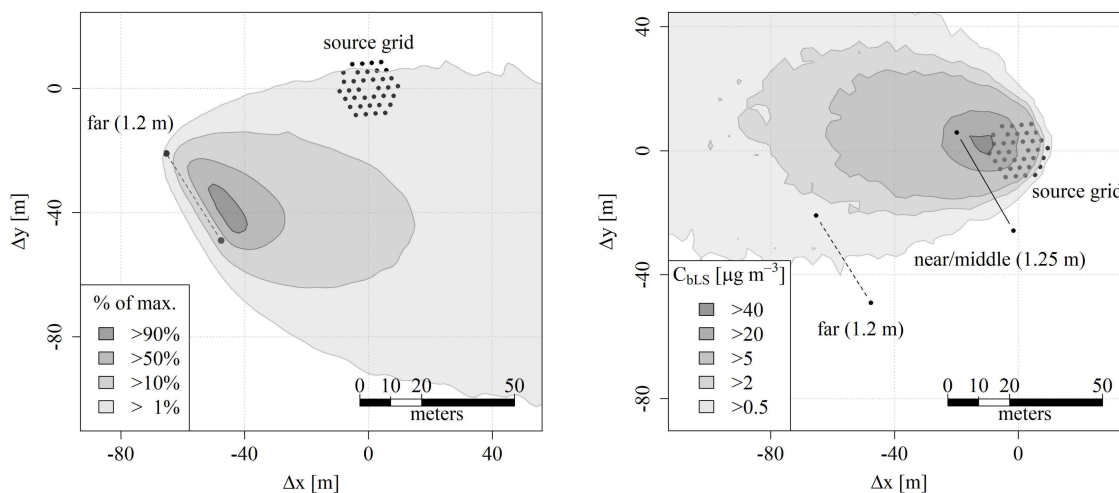 source grid
far (1.2 m)
Δy [m]
0
-40
-80
% of max.
>90%
>50%
>10%
> 1%
0 10 20 50
meters
-80 -40 0 40
Δx [m]
40
0
-40
-80
Δy [m]
source grid
near/middle (1.25 m)
far (1.2 m)
C_bLS [µg m⁻³]
>40
>20
>5
>2
>0.5
0 10 20 50
meters
-80 -40 0
Δx [m]